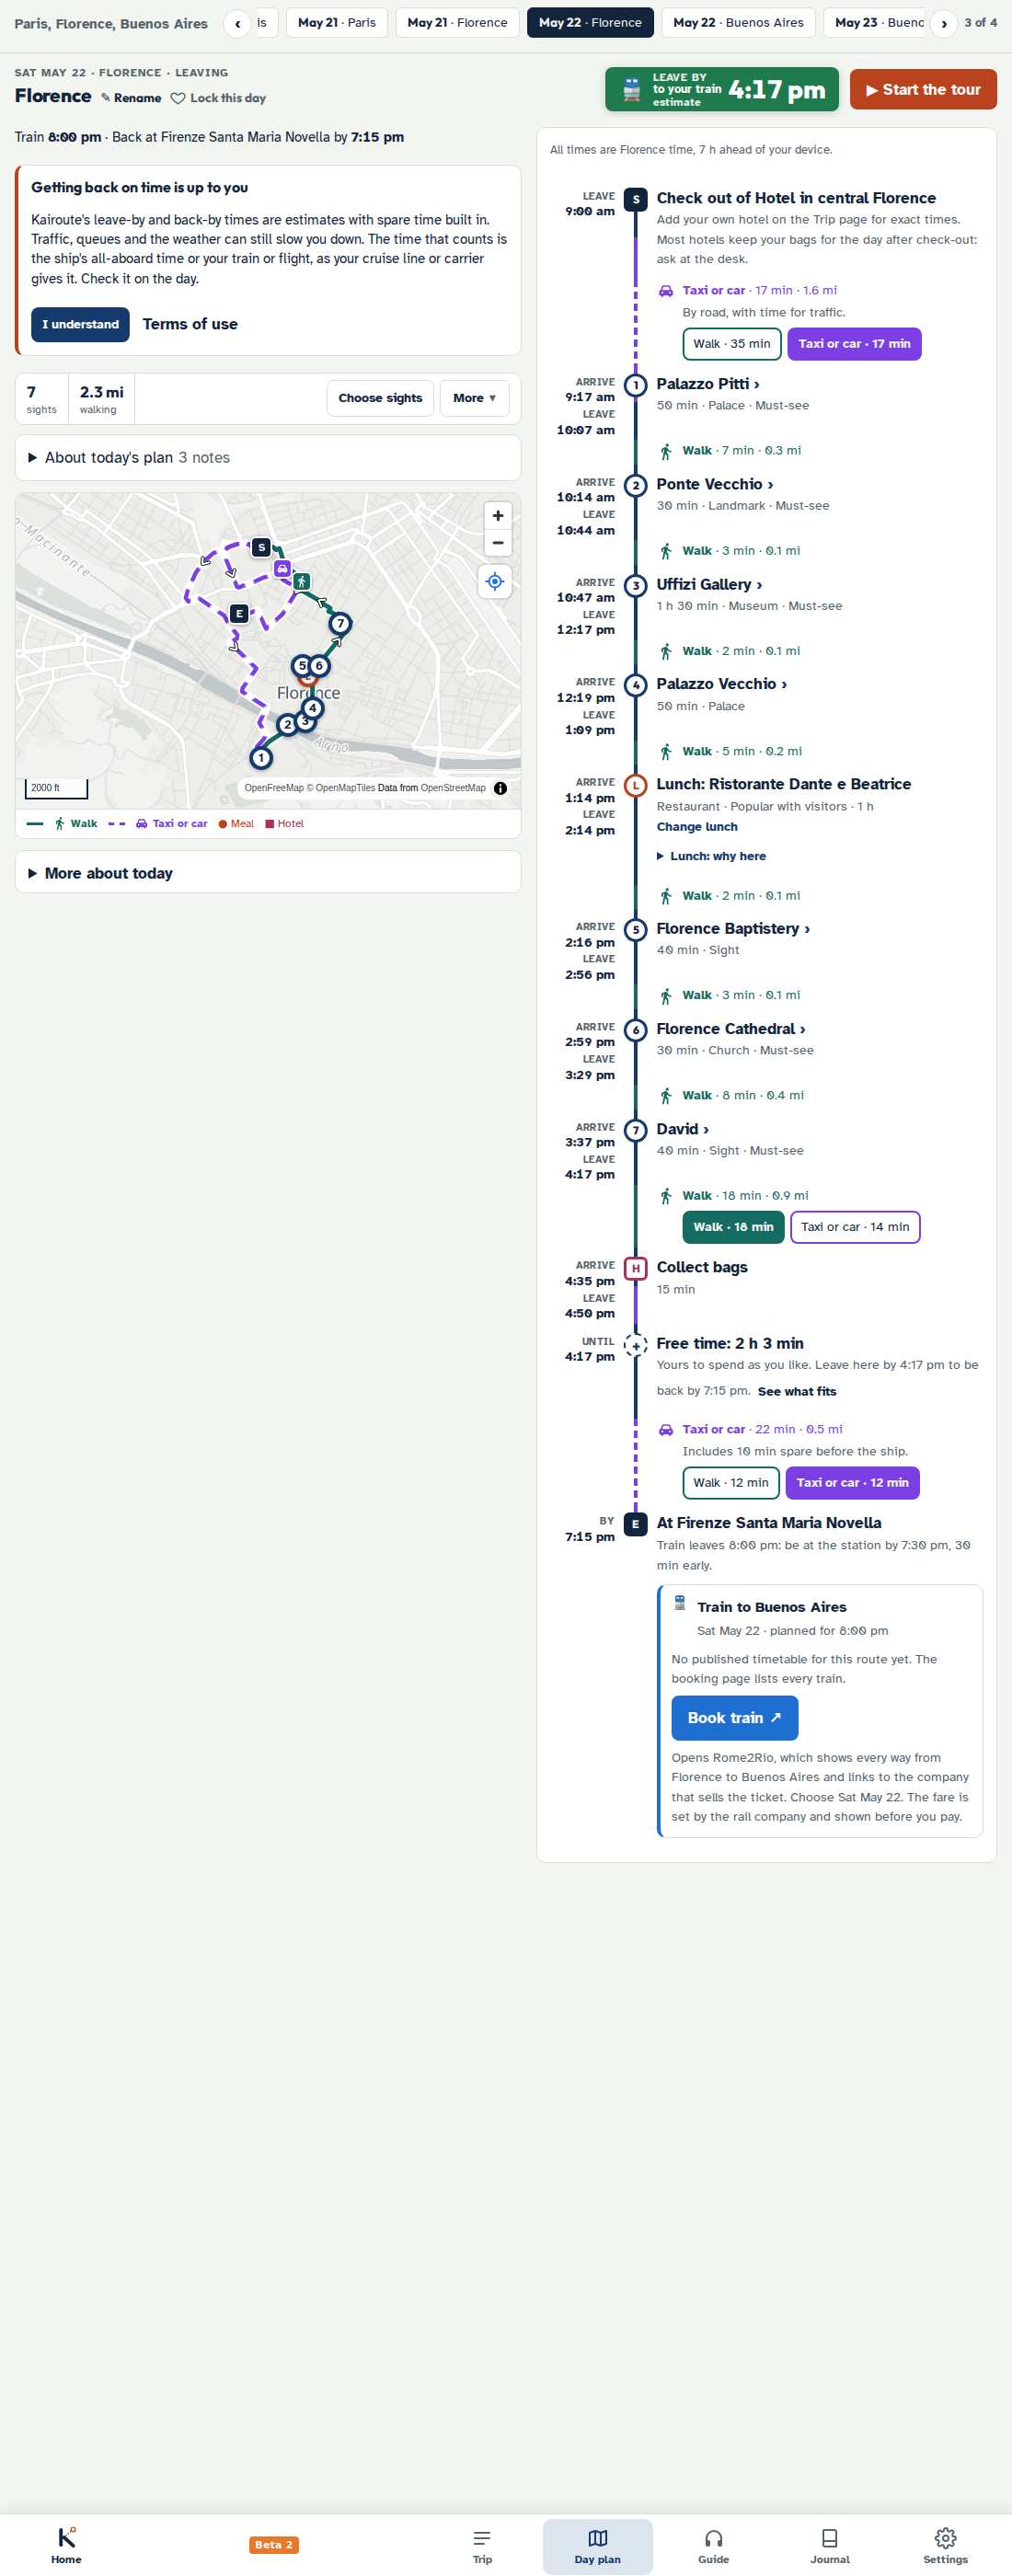 Paris, Florence, Buenos Aires
‹
is
May 21 · Paris
May 21 · Florence
May 22 · Florence
May 22 · Buenos Aires
May 23 · Bueno
›
3 of 4
SAT MAY 22 · FLORENCE · LEAVING
Florence
✎ Rename
Lock this day
LEAVE BY
to your train
estimate
4:17 pm
▶ Start the tour
Train 8:00 pm · Back at Firenze Santa Maria Novella by 7:15 pm
Getting back on time is up to you
Kairoute's leave-by and back-by times are estimates with spare time built in.
Traffic, queues and the weather can still slow you down. The time that counts is
the ship's all-aboard time or your train or flight, as your cruise line or carrier
gives it. Check it on the day.
I understand
Terms of use
7
sights
2.3 mi
walking
Choose sights
More ▼
▶ About today's plan 3 notes
o-Macinante
S
E
7
5
6
Florence
4
2
3
1
Arno
+
−
2000 ft
OpenFreeMap © OpenMapTiles Data from OpenStreetMap
Walk
Taxi or car
Meal
Hotel
▶ More about today
All times are Florence time, 7 h ahead of your device.
LEAVE
9:00 am
S
Check out of Hotel in central Florence
Add your own hotel on the Trip page for exact times.
Most hotels keep your bags for the day after check-out:
ask at the desk.
Taxi or car · 17 min · 1.6 mi
By road, with time for traffic.
Walk · 35 min
Taxi or car · 17 min
ARRIVE
9:17 am
LEAVE
10:07 am
1
Palazzo Pitti ›
50 min · Palace · Must-see
Walk · 7 min · 0.3 mi
ARRIVE
10:14 am
LEAVE
10:44 am
2
Ponte Vecchio ›
30 min · Landmark · Must-see
Walk · 3 min · 0.1 mi
ARRIVE
10:47 am
LEAVE
12:17 pm
3
Uffizi Gallery ›
1 h 30 min · Museum · Must-see
Walk · 2 min · 0.1 mi
ARRIVE
12:19 pm
LEAVE
1:09 pm
4
Palazzo Vecchio ›
50 min · Palace
Walk · 5 min · 0.2 mi
ARRIVE
1:14 pm
LEAVE
2:14 pm
L
Lunch: Ristorante Dante e Beatrice
Restaurant · Popular with visitors · 1 h
Change lunch
▶ Lunch: why here
Walk · 2 min · 0.1 mi
ARRIVE
2:16 pm
LEAVE
2:56 pm
5
Florence Baptistery ›
40 min · Sight
Walk · 3 min · 0.1 mi
ARRIVE
2:59 pm
LEAVE
3:29 pm
6
Florence Cathedral ›
30 min · Church · Must-see
Walk · 8 min · 0.4 mi
ARRIVE
3:37 pm
LEAVE
4:17 pm
7
David ›
40 min · Sight · Must-see
Walk · 18 min · 0.9 mi
Walk · 18 min
Taxi or car · 14 min
ARRIVE
4:35 pm
LEAVE
4:50 pm
H
Collect bags
15 min
UNTIL
4:17 pm
+
Free time: 2 h 3 min
Yours to spend as you like. Leave here by 4:17 pm to be
back by 7:15 pm. See what fits
Taxi or car · 22 min · 0.5 mi
Includes 10 min spare before the ship.
Walk · 12 min
Taxi or car · 12 min
BY
7:15 pm
E
At Firenze Santa Maria Novella
Train leaves 8:00 pm: be at the station by 7:30 pm, 30
min early.
Train to Buenos Aires
Sat May 22 · planned for 8:00 pm
No published timetable for this route yet. The
booking page lists every train.
Book train ↗
Opens Rome2Rio, which shows every way from
Florence to Buenos Aires and links to the company
that sells the ticket. Choose Sat May 22. The fare is
set by the rail company and shown before you pay.
Home
Beta 2
Trip
Day plan
Guide
Journal
Settings